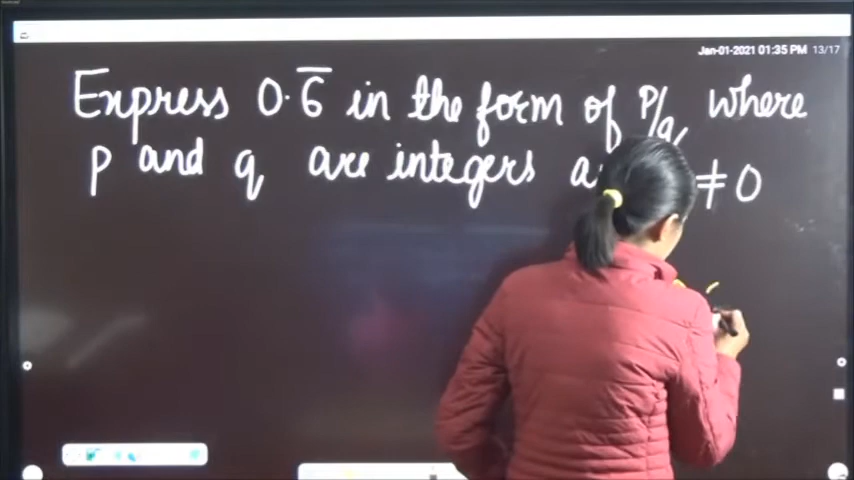 Jan-01-2021 01:35 PM 13/17
Express 0.6̅ in the form of P/q where
p and q are integers a ≠ 0